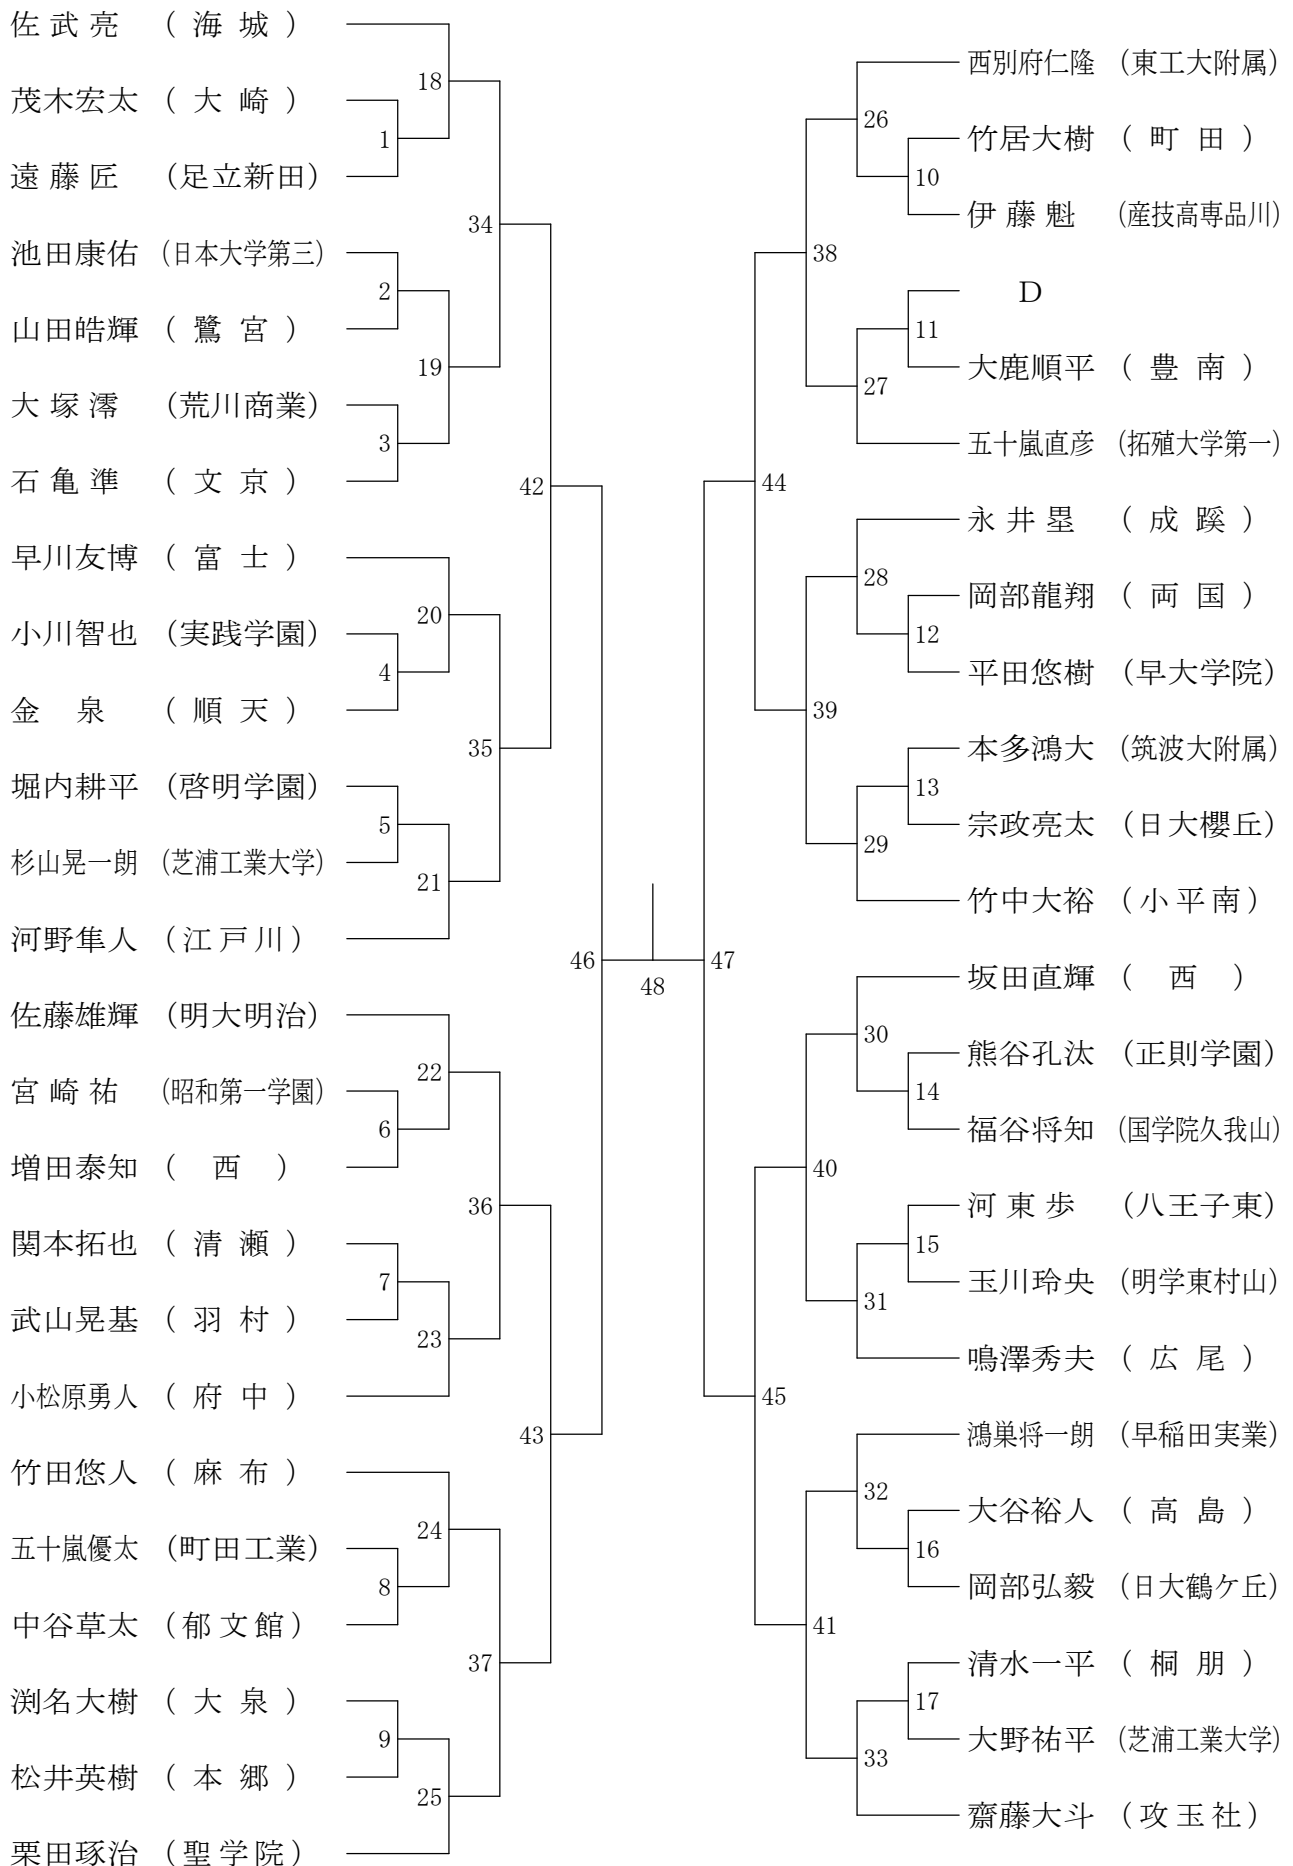 佐武亮 (海城)
18
茂木宏太 (大崎)
1
遠藤匠 (足立新田)
34
池田康佑 (日本大学第三)
2
山田皓輝 (鷺宮)
19
大塚澪 (荒川商業)
3
石亀準 (文京)
42
早川友博 (富士)
20
小川智也 (実践学園)
4
金泉 (順天)
35
堀内耕平 (啓明学園)
5
杉山晃一朗 (芝浦工業大学)
21
河野隼人 (江戸川)
46
佐藤雄輝 (明大明治)
22
宮崎祐 (昭和第一学園)
6
増田泰知 (西)
36
関本拓也 (清瀬)
7
武山晃基 (羽村)
23
小松原勇人 (府中)
43
竹田悠人 (麻布)
24
五十嵐優太 (町田工業)
8
中谷草太 (郁文館)
37
渕名大樹 (大泉)
9
松井英樹 (本郷)
25
栗田琢治 (聖学院)
48
西別府仁隆 (東工大附属)
26
竹居大樹 (町田)
10
伊藤魁 (産技高専品川)
38
D
11
大鹿順平 (豊南)
27
五十嵐直彦 (拓殖大学第一)
44
永井塁 (成蹊)
28
岡部龍翔 (両国)
12
平田悠樹 (早大学院)
39
本多鴻大 (筑波大附属)
13
宗政亮太 (日大櫻丘)
29
竹中大裕 (小平南)
47
坂田直輝 (西)
30
熊谷孔汰 (正則学園)
14
福谷将知 (国学院久我山)
40
河東歩 (八王子東)
15
玉川玲央 (明学東村山)
31
鳴澤秀夫 (広尾)
45
鴻巣将一朗 (早稲田実業)
32
大谷裕人 (高島)
16
岡部弘毅 (日大鶴ケ丘)
41
清水一平 (桐朋)
17
大野祐平 (芝浦工業大学)
33
齋藤大斗 (攻玉社)